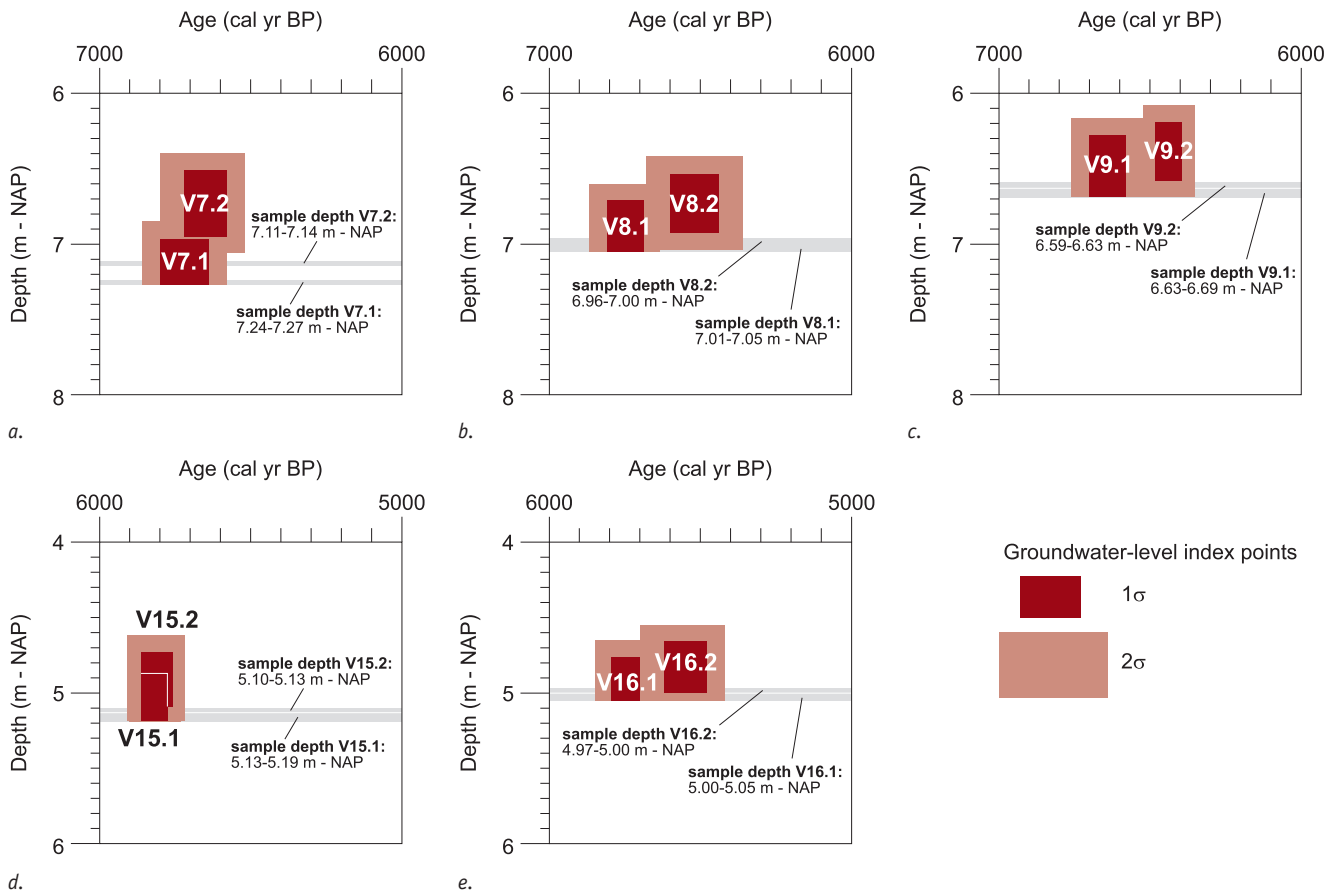 Age (cal yr BP)
7000
6000
6
7
8
Depth (m - NAP)
V7.2
V7.1
sample depth V7.2:
7.11-7.14 m - NAP
sample depth V7.1:
7.24-7.27 m - NAP
a.
Age (cal yr BP)
7000
6000
6
7
8
Depth (m - NAP)
V8.1
V8.2
sample depth V8.2:
6.96-7.00 m - NAP
sample depth V8.1:
7.01-7.05 m - NAP
b.
Age (cal yr BP)
7000
6000
6
7
8
Depth (m - NAP)
V9.1
V9.2
sample depth V9.2:
6.59-6.63 m - NAP
sample depth V9.1:
6.63-6.69 m - NAP
c.
Age (cal yr BP)
6000
5000
4
5
6
Depth (m - NAP)
V15.2
V15.1
sample depth V15.2:
5.10-5.13 m - NAP
sample depth V15.1:
5.13-5.19 m - NAP
d.
Age (cal yr BP)
6000
5000
4
5
6
Depth (m - NAP)
V16.1
V16.2
sample depth V16.2:
4.97-5.00 m - NAP
sample depth V16.1:
5.00-5.05 m - NAP
e.
Groundwater-level index points
1σ
2σ